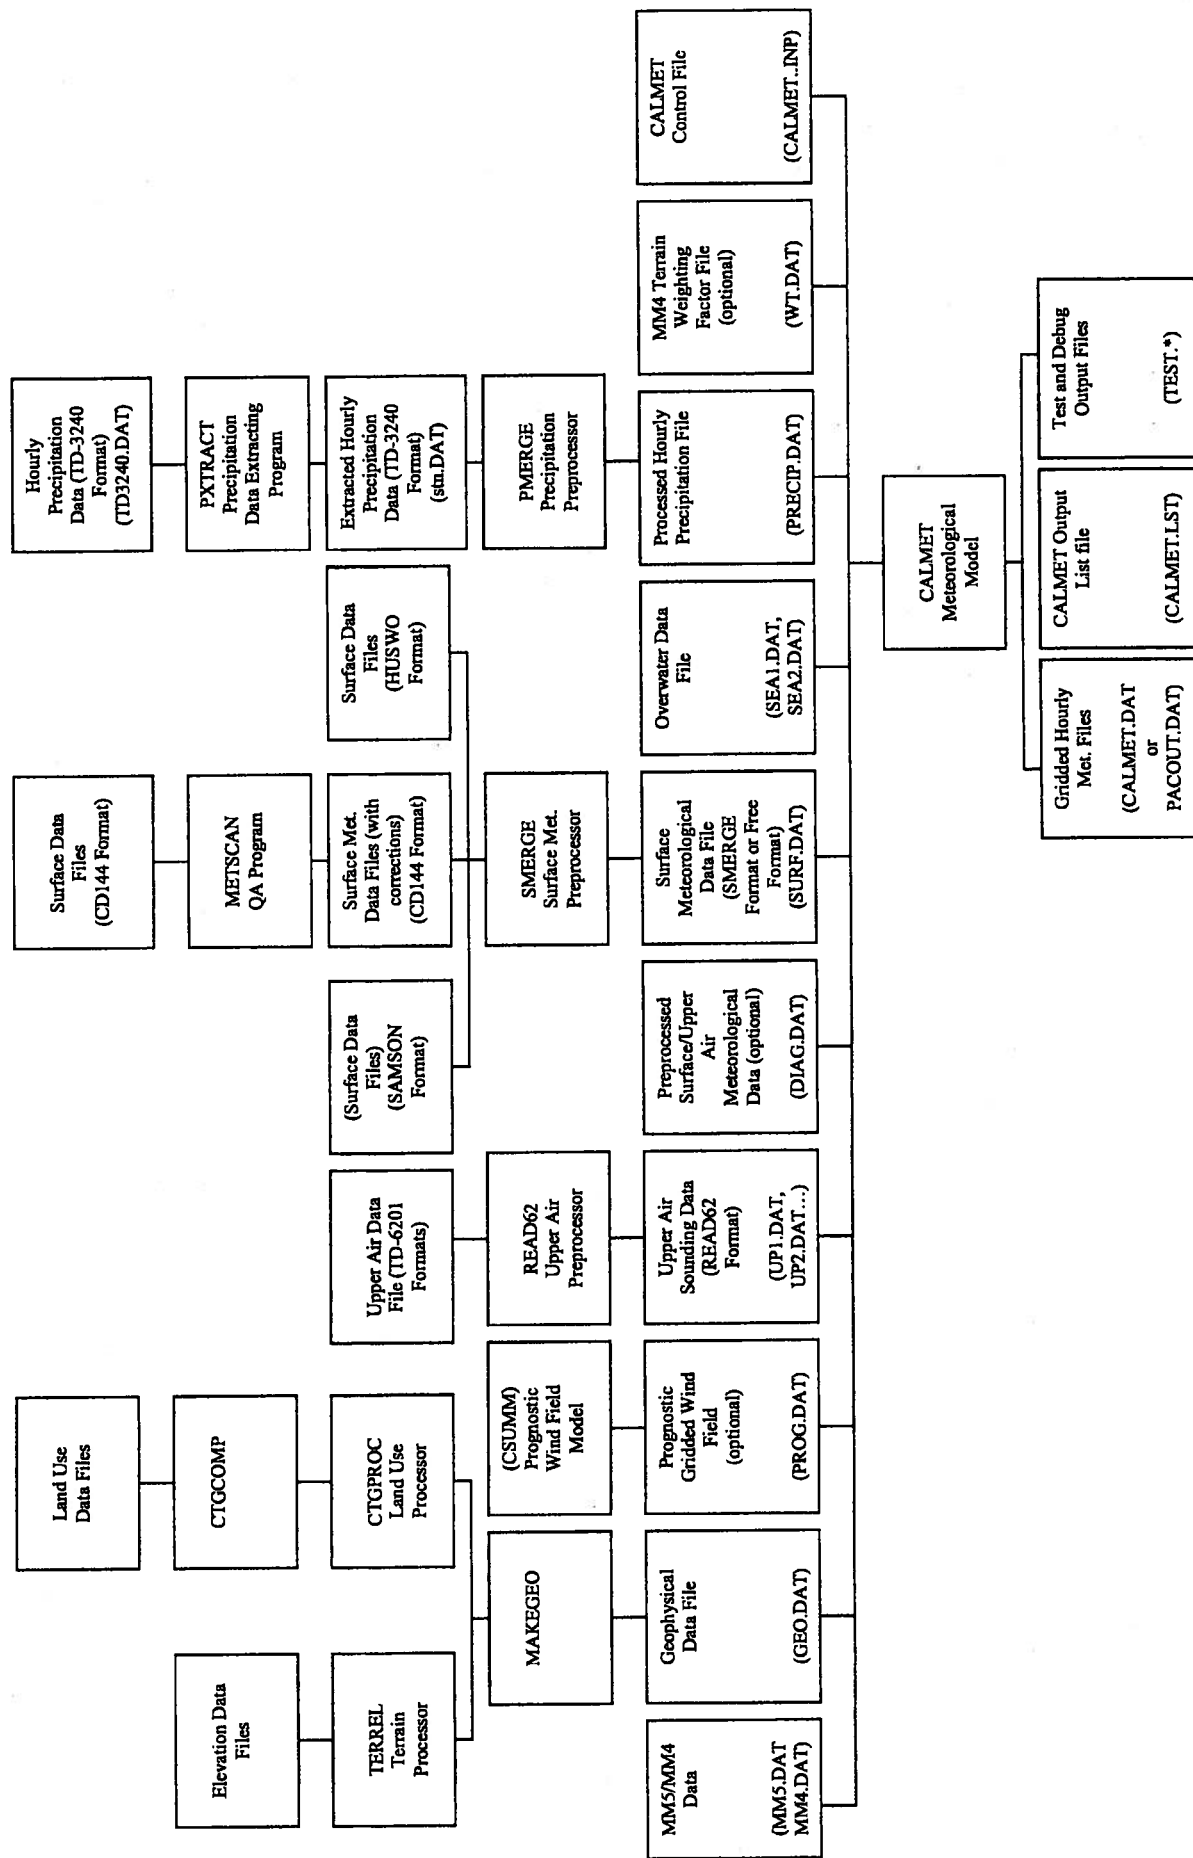 Land Use
Data Files
Surface Data
Files
(CD144 Format)
Hourly
Precipitation
Data (TD-3240
Format)
(TD3240.DAT)
Elevation Data
Files
CTGCOMP
METSCAN
QA Program
PXTRACT
Precipitation
Data Extracting
Program
TERREL
Terrain
Processor
CTGPROC
Land Use
Processor
Upper Air Data
File (TD-6201
Formats)
(Surface Data
Files)
(SAMSON
Format)
Surface Met.
Data Files (with
corrections)
(CD144 Format)
Surface Data
Files
(HUSWO
Format)
Extracted Hourly
Precipitation
Data (TD-3240
Format)
(stn.DAT)
MAKEGEO
(CSUMM)
Prognostic
Wind Field
Model
READ62
Upper Air
Preprocessor
SMERGE
Surface Met.
Preprocessor
PMERGE
Precipitation
Preprocessor
MM5/MM4
Data
(MM5.DAT
MM4.DAT)
Geophysical
Data File
(GEO.DAT)
Prognostic
Gridded Wind
Field
(optional)
(PROG.DAT)
Upper Air
Sounding Data
(READ62
Format)
(UP1.DAT,
UP2.DAT...)
Preprocessed
Surface/Upper
Air
Meteorological
Data (optional)
(DIAG.DAT)
Surface
Meteorological
Data File
(SMERGE
Format or Free
Format)
(SURF.DAT)
Overwater Data
File
(SEA1.DAT,
SEA2.DAT)
Processed Hourly
Precipitation File
(PRECIP.DAT)
MM4 Terrain
Weighting
Factor File
(optional)
(WT.DAT)
CALMET
Control File
(CALMET..INP)
CALMET
Meteorological
Model
Gridded Hourly
Met. Files
(CALMET.DAT
or
PACOUT.DAT)
CALMET Output
List file
(CALMET.LST)
Test and Debug
Output Files
(TEST.*)